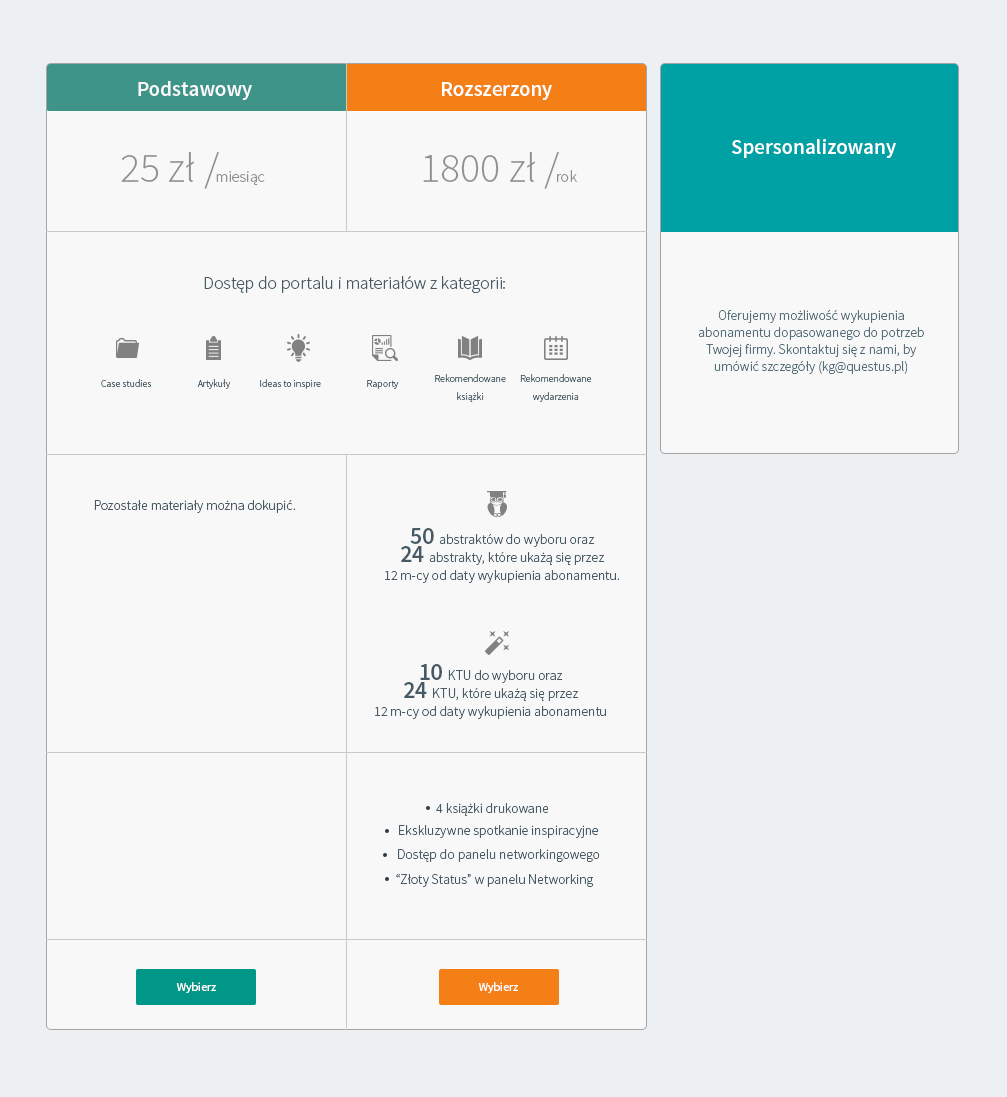 Podstawowy
Rozszerzony
Spersonalizowany
25 zł /miesiąc
1800 zł /rok
Dostęp do portalu i materiałów z kategorii:
Case studies
Artykuły
Ideas to inspire
Raporty
Rekomendowane
książki
Rekomendowane
wydarzenia
Oferujemy możliwość wykupienia
abonamentu dopasowanego do potrzeb
Twojej firmy. Skontaktuj się z nami, by
umówić szczegóły (kg@questus.pl)
Pozostałe materiały można dokupić.
50 abstraktów do wyboru oraz
24 abstrakty, które ukażą się przez
12 m-cy od daty wykupienia abonamentu.
10 KTU do wyboru oraz
24 KTU, które ukażą się przez
12 m-cy od daty wykupienia abonamentu
• 4 książki drukowane
• Ekskluzywne spotkanie inspiracyjne
• Dostęp do panelu networkingowego
• “Złoty Status” w panelu Networking
Wybierz
Wybierz